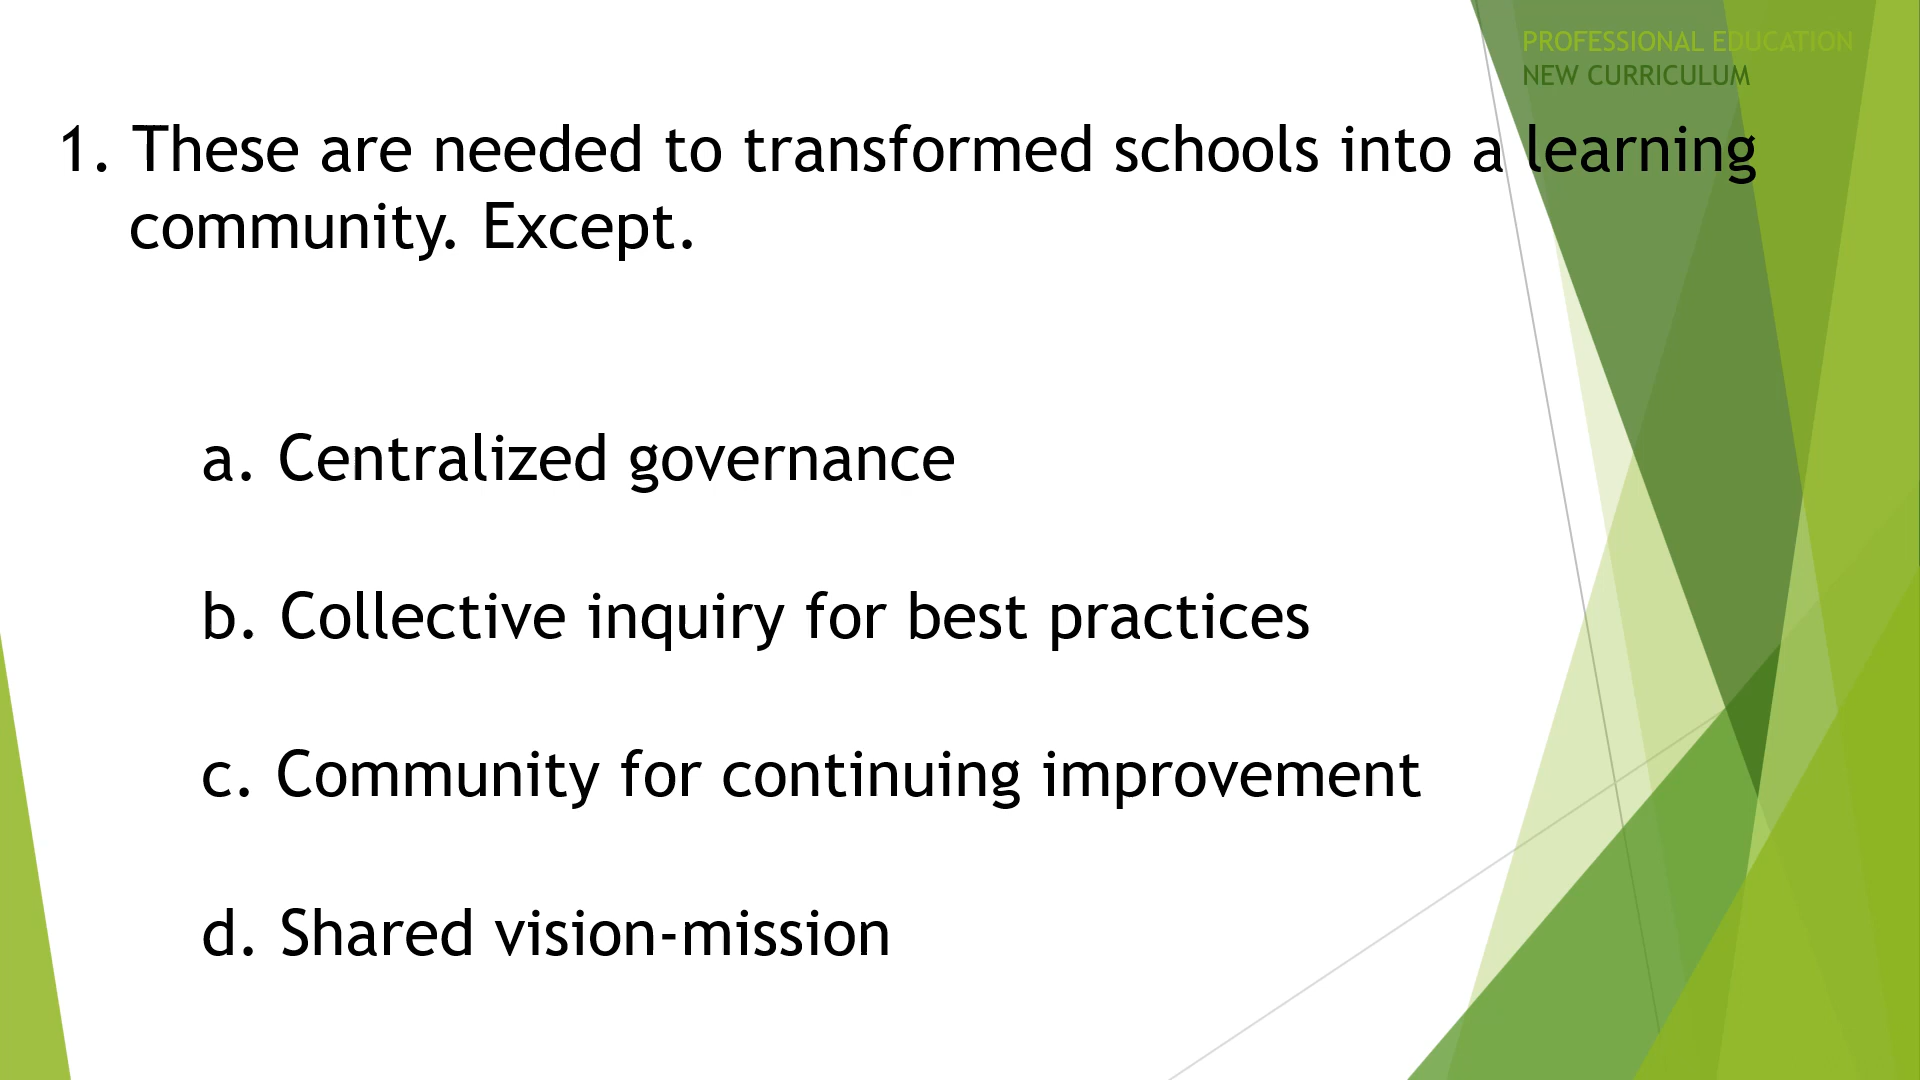 PROFESSIONAL EDUCATION
NEW CURRICULUM
1. These are needed to transformed schools into a learning
community. Except.
a. Centralized governance
b. Collective inquiry for best practices
c. Community for continuing improvement
d. Shared vision-mission